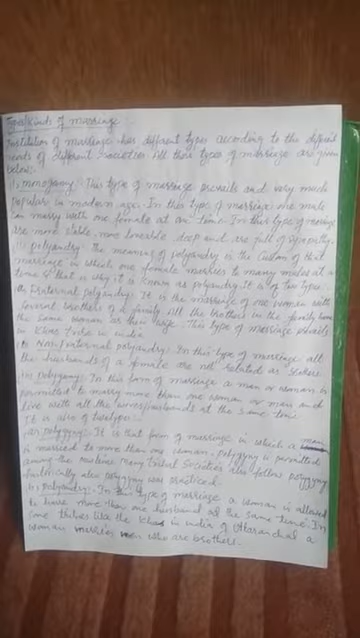 Types/Kinds of marriage :-
Institution of marriage has different types according to the different
needs of different societies. All these types of marriage are given
below:-
(i) monogamy:- This type of marriage prevails and very much
popular in modern age. In this type of marriage one male
can marry with one female at an time. In this type of marriage
are more stable, more loveable, deep and are full of sympathy.
(ii) polyandry:- The meaning of polyandry is the custom of that
marriage in which one female marries to many males at a
time & that is why it is known as polyandry. It is of two types:-
(a) Fraternal polyandry:- It is the marriage of one women with
several brothers of a family. All the brothers in the family have
the same woman as their wife. This type of marriage prevails
in Khas tribe in india.
(b) Non-fraternal polyandry:- In this type of marriage all
the husbands of a female are not related as brothers
(iii) polygamy:- In this form of marriage a man or woman is
permitted to marry more than one woman or man and
live with all the wives/husbands at the same time.
It is also of two types:-
(a) polygyny:- It is that form of marriage in which a man
is married to more than one woman. polygyny is permitted
among the muslims. many tribal societies also follow polygyny
historically also polygyny was practiced.
(b) polyandry:- In this type of marriage a woman is allowed
to have more than one husband at the same time. In
some tribes like the Khas in india of Uttaranchal a
woman marries men who are brothers.